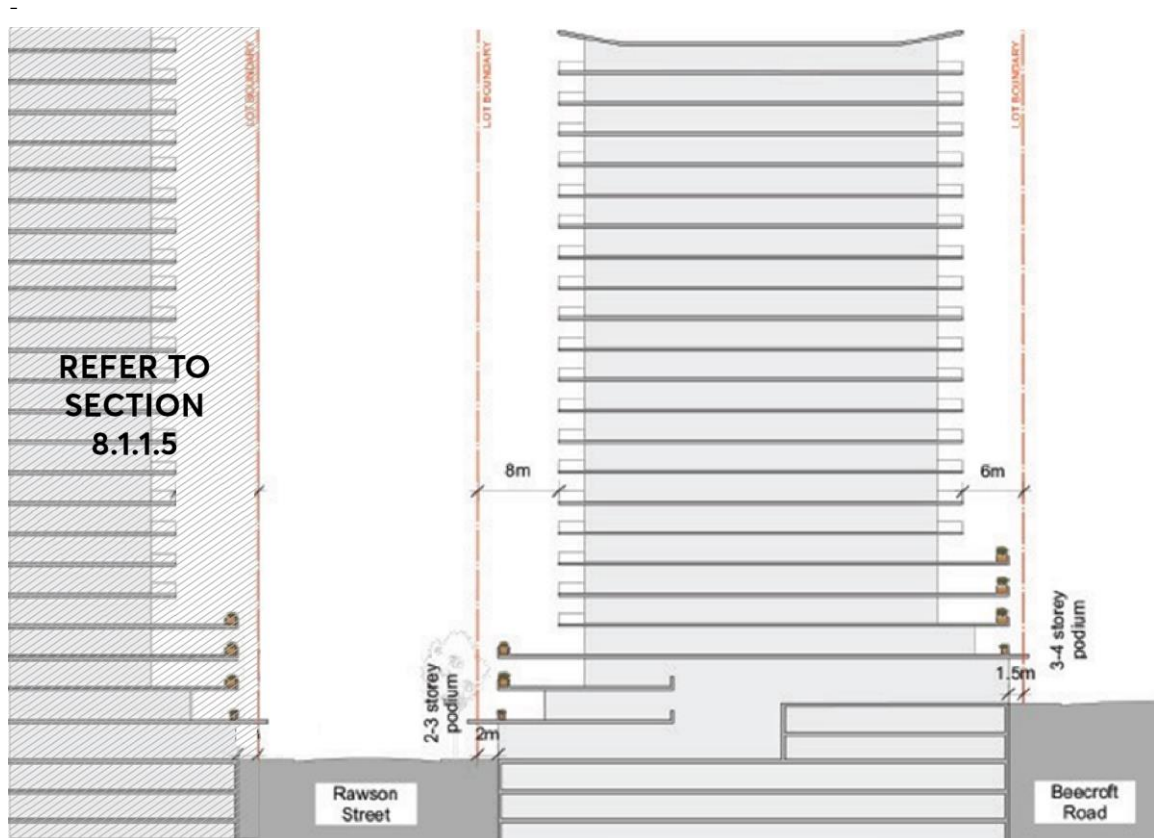 LOT BOUNDARY
LOT BOUNDARY
LOT BOUNDARY
REFER TO
SECTION
8.1.1.5
8m
6m
2-3 storey
podium
2m
3-4 storey
podium
1.5m
Rawson
Street
Beecroft
Road